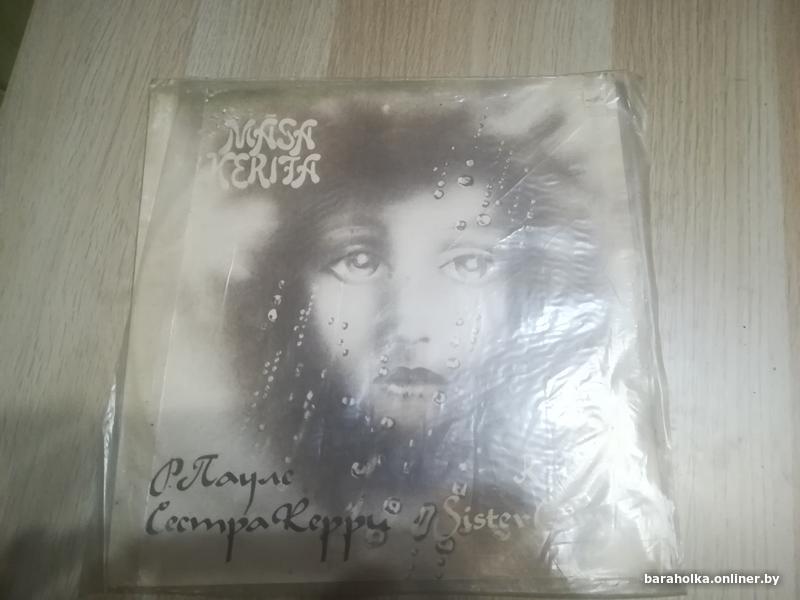 MĀSA
KERIJA
Р. Паулс
Сестра Керри Sister
baraholka.onliner.by